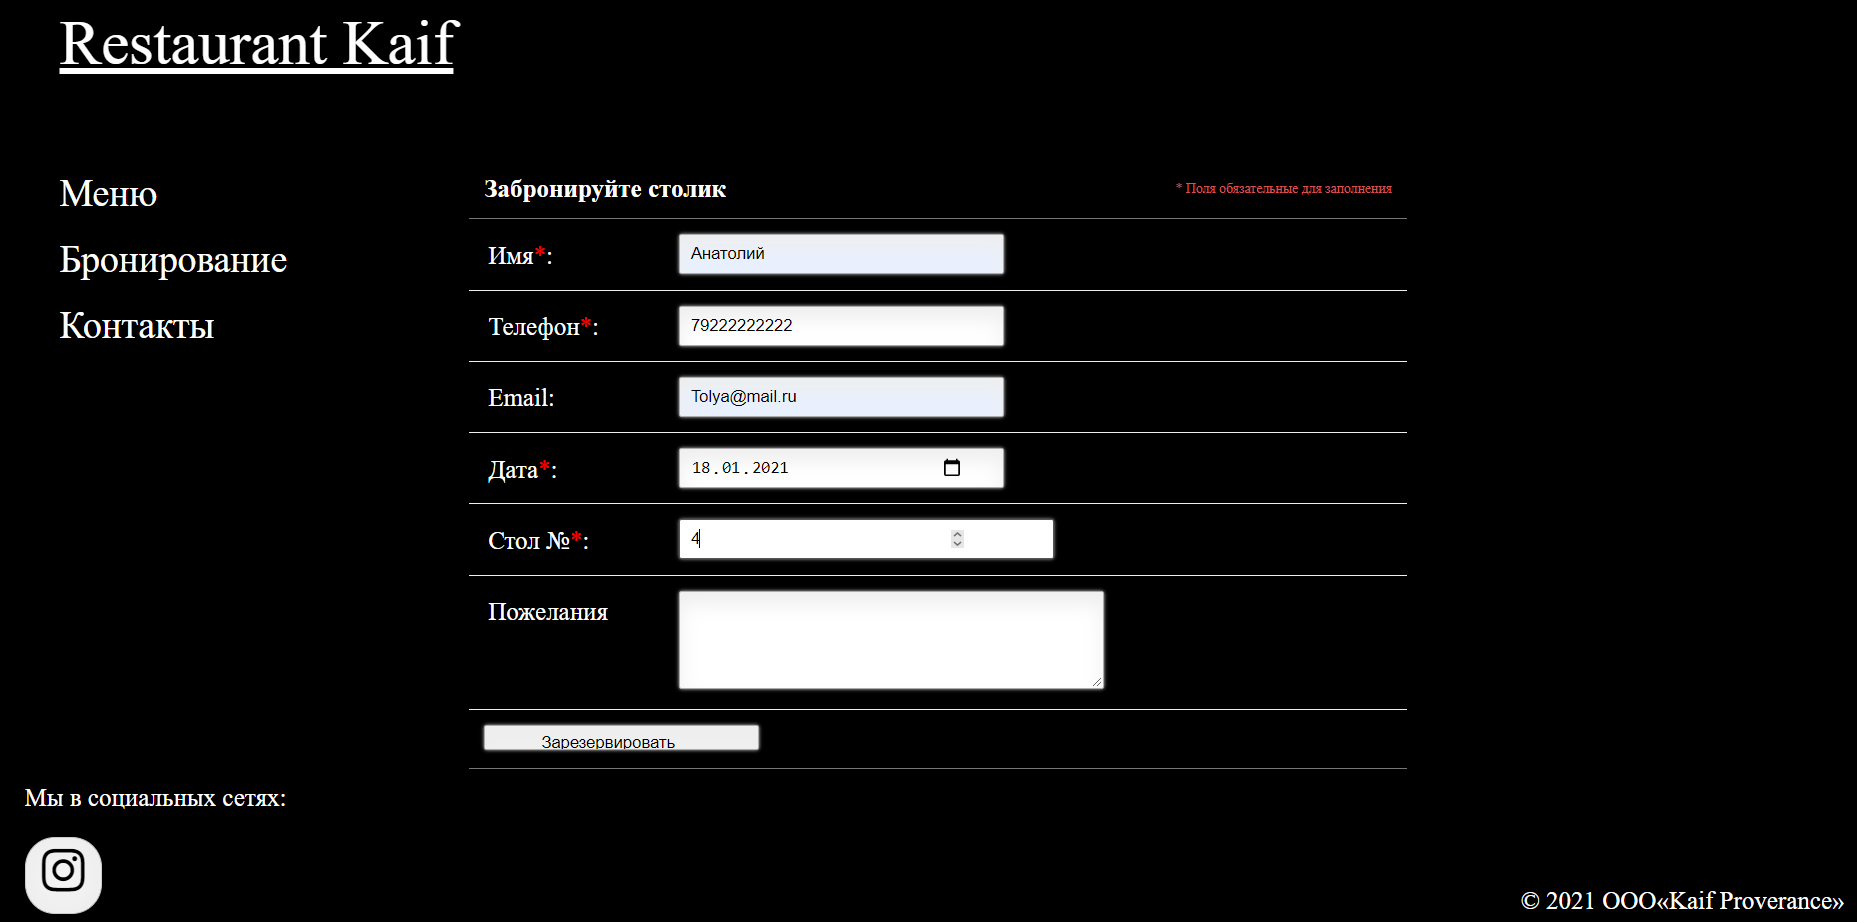 Restaurant Kaif
Меню
Бронирование
Контакты
Забронируйте столик
* Поля обязательные для заполнения
Имя*: Анатолий
Телефон*: 79222222222
Email: Tolya@mail.ru
Дата*: 18.01.2021
Стол №*: 4
Пожелания
Зарезервировать
Мы в социальных сетях:
© 2021 ООО«Kaif Proverance»